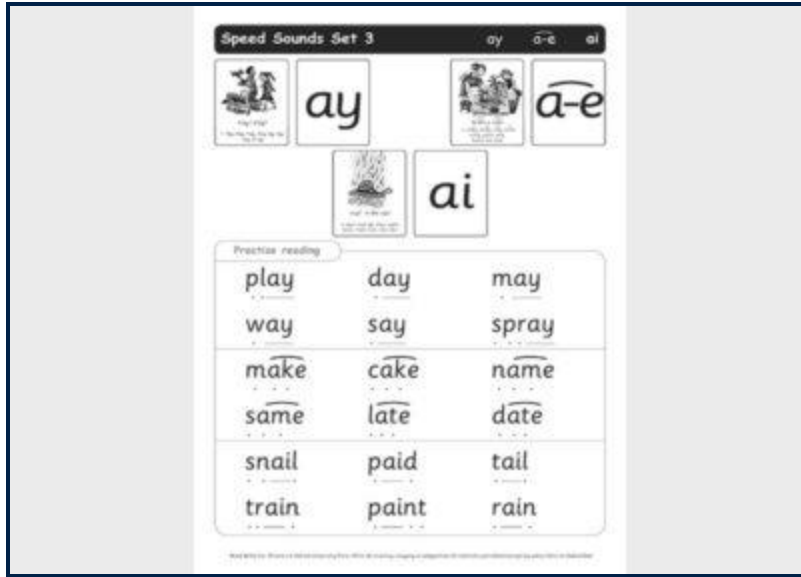 Speed Sounds Set 3 ay a-e ai
ay a-e
ai
Practise reading
play day may
way say spray
make cake name
same late date
snail paid tail
train paint rain